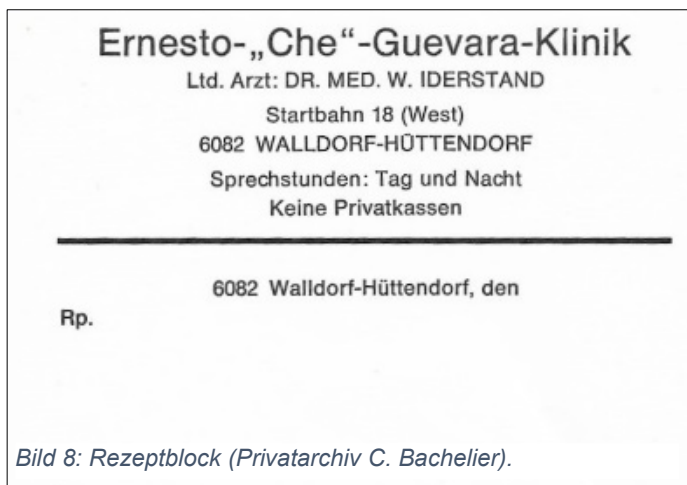 Ernesto-„Che“-Guevara-Klinik
Ltd. Arzt: DR. MED. W. IDERSTAND
Startbahn 18 (West)
6082 WALLDORF-HÜTTENDORF
Sprechstunden: Tag und Nacht
Keine Privatkassen
6082 Walldorf-Hüttendorf, den
Rp.
Bild 8: Rezeptblock (Privatarchiv C. Bachelier).